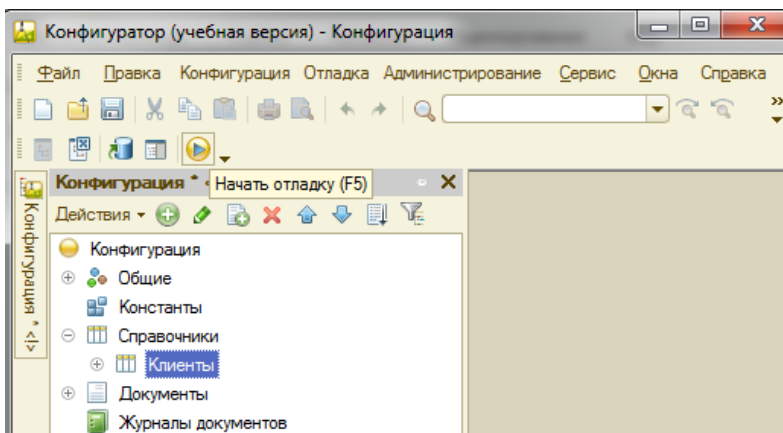 Конфигуратор (учебная версия) - Конфигурация
Файл Правка Конфигурация Отладка Администрирование Сервис Окна Справка
Конфигурация *
Начать отладку (F5)
Действия
Конфигурация * <!>
Конфигурация
Общие
Константы
Справочники
Клиенты
Документы
Журналы документов